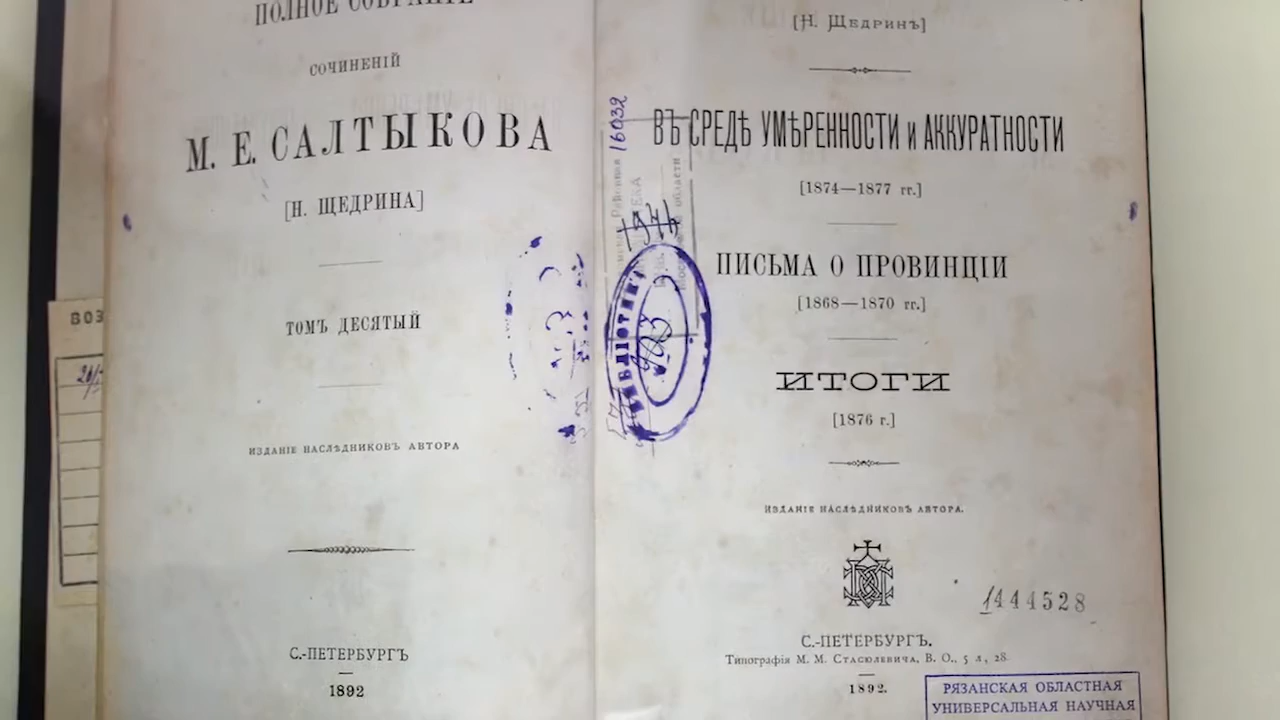 ПОЛНОЕ СОБРАНІЕ
СОЧИНЕНІЙ
М. Е. САЛТЫКОВА
[Н. ЩЕДРИНА]
ТОМЪ ДЕСЯТЫЙ
ИЗДАНІЕ НАСЛѢДНИКОВЪ АВТОРА
С.-ПЕТЕРБУРГЪ
1892
803
[Н. ЩЕДРИНЪ]
ВЪ СРЕДѢ УМѢРЕННОСТИ и АККУРАТНОСТИ
[1874—1877 гг.]
ПИСЬМА О ПРОВИНЦІИ
[1868—1870 гг.]
ИТОГИ
[1876 г.]
ИЗДАНІЕ НАСЛѢДНИКОВЪ АВТОРА.
1444528
С.-ПЕТЕРБУРГЪ.
Типографія М. М. Стасюлевича, В. О., 5 л., 28.
1892.
РЯЗАНСКАЯ ОБЛАСТНАЯ
УНИВЕРСАЛЬНАЯ НАУЧНАЯ
16032
области